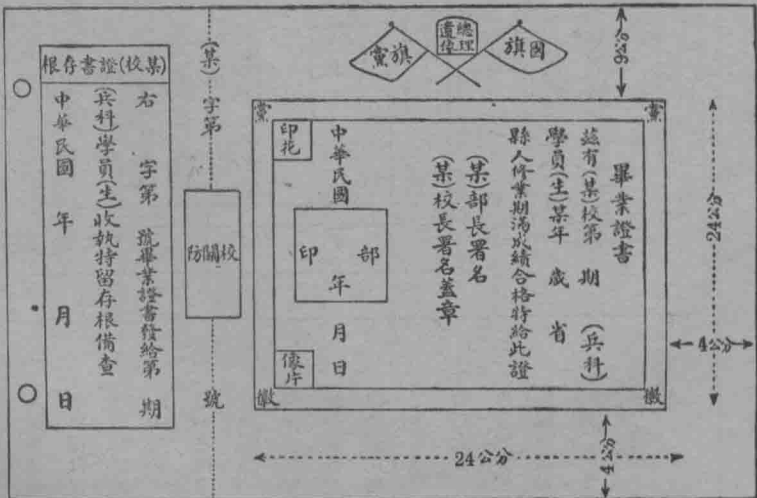 國旗
總理遺像
黨旗
公分
黨
黨
徽
徽
畢業證書
茲有(某)校第 期 (兵科)
學員(生)某年 歲 省
縣人修業期滿成績合格特給此證
(某)部長署名
(某)校長署名蓋章
中華民國 年 月 日
部印
印花
像片
24公分
4公分
4公分
24公分
(某) 字第 號
校關防
(某校)證書存根
右 字第 號畢業證書發給第 期
(兵科)學員(生)收執特留存根備查
中華民國 年 月 日